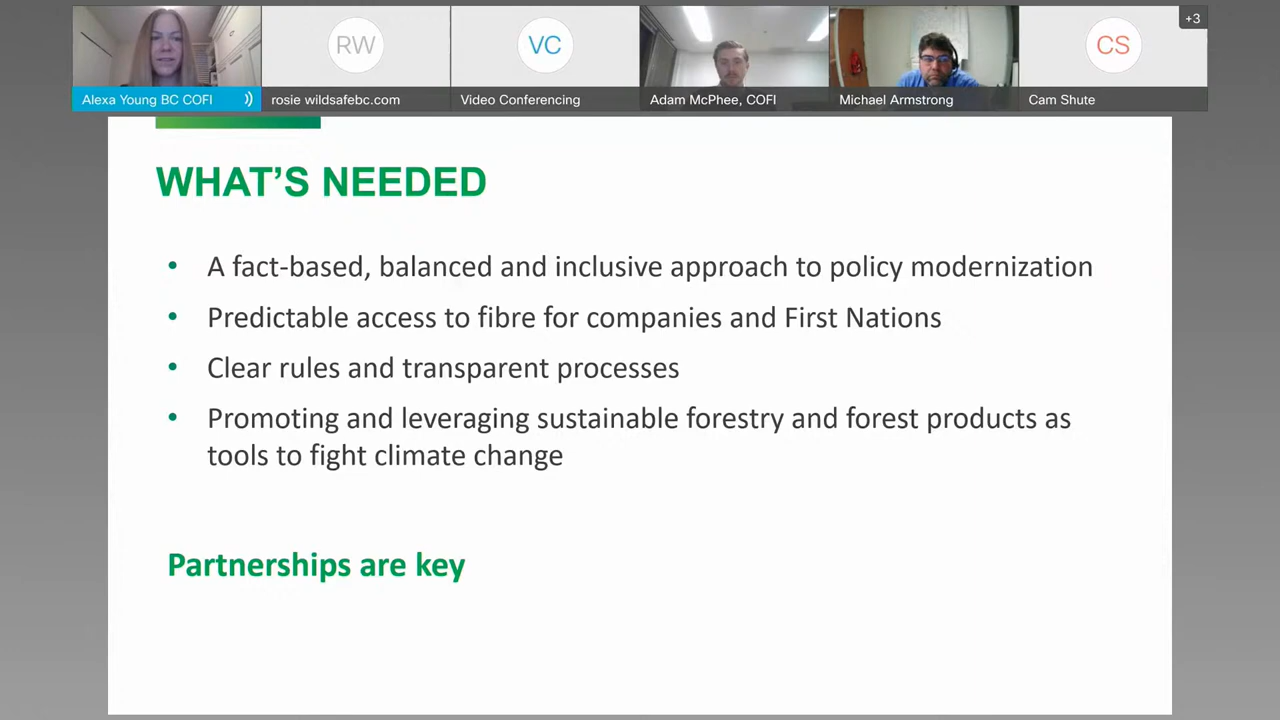 +3
RW
VC
CS
Alexa Young BC COFI
rosie wildsafebc.com
Video Conferencing
Adam McPhee, COFI
Michael Armstrong
Cam Shute
WHAT’S NEEDED
• A fact-based, balanced and inclusive approach to policy modernization
• Predictable access to fibre for companies and First Nations
• Clear rules and transparent processes
• Promoting and leveraging sustainable forestry and forest products as
tools to fight climate change
Partnerships are key